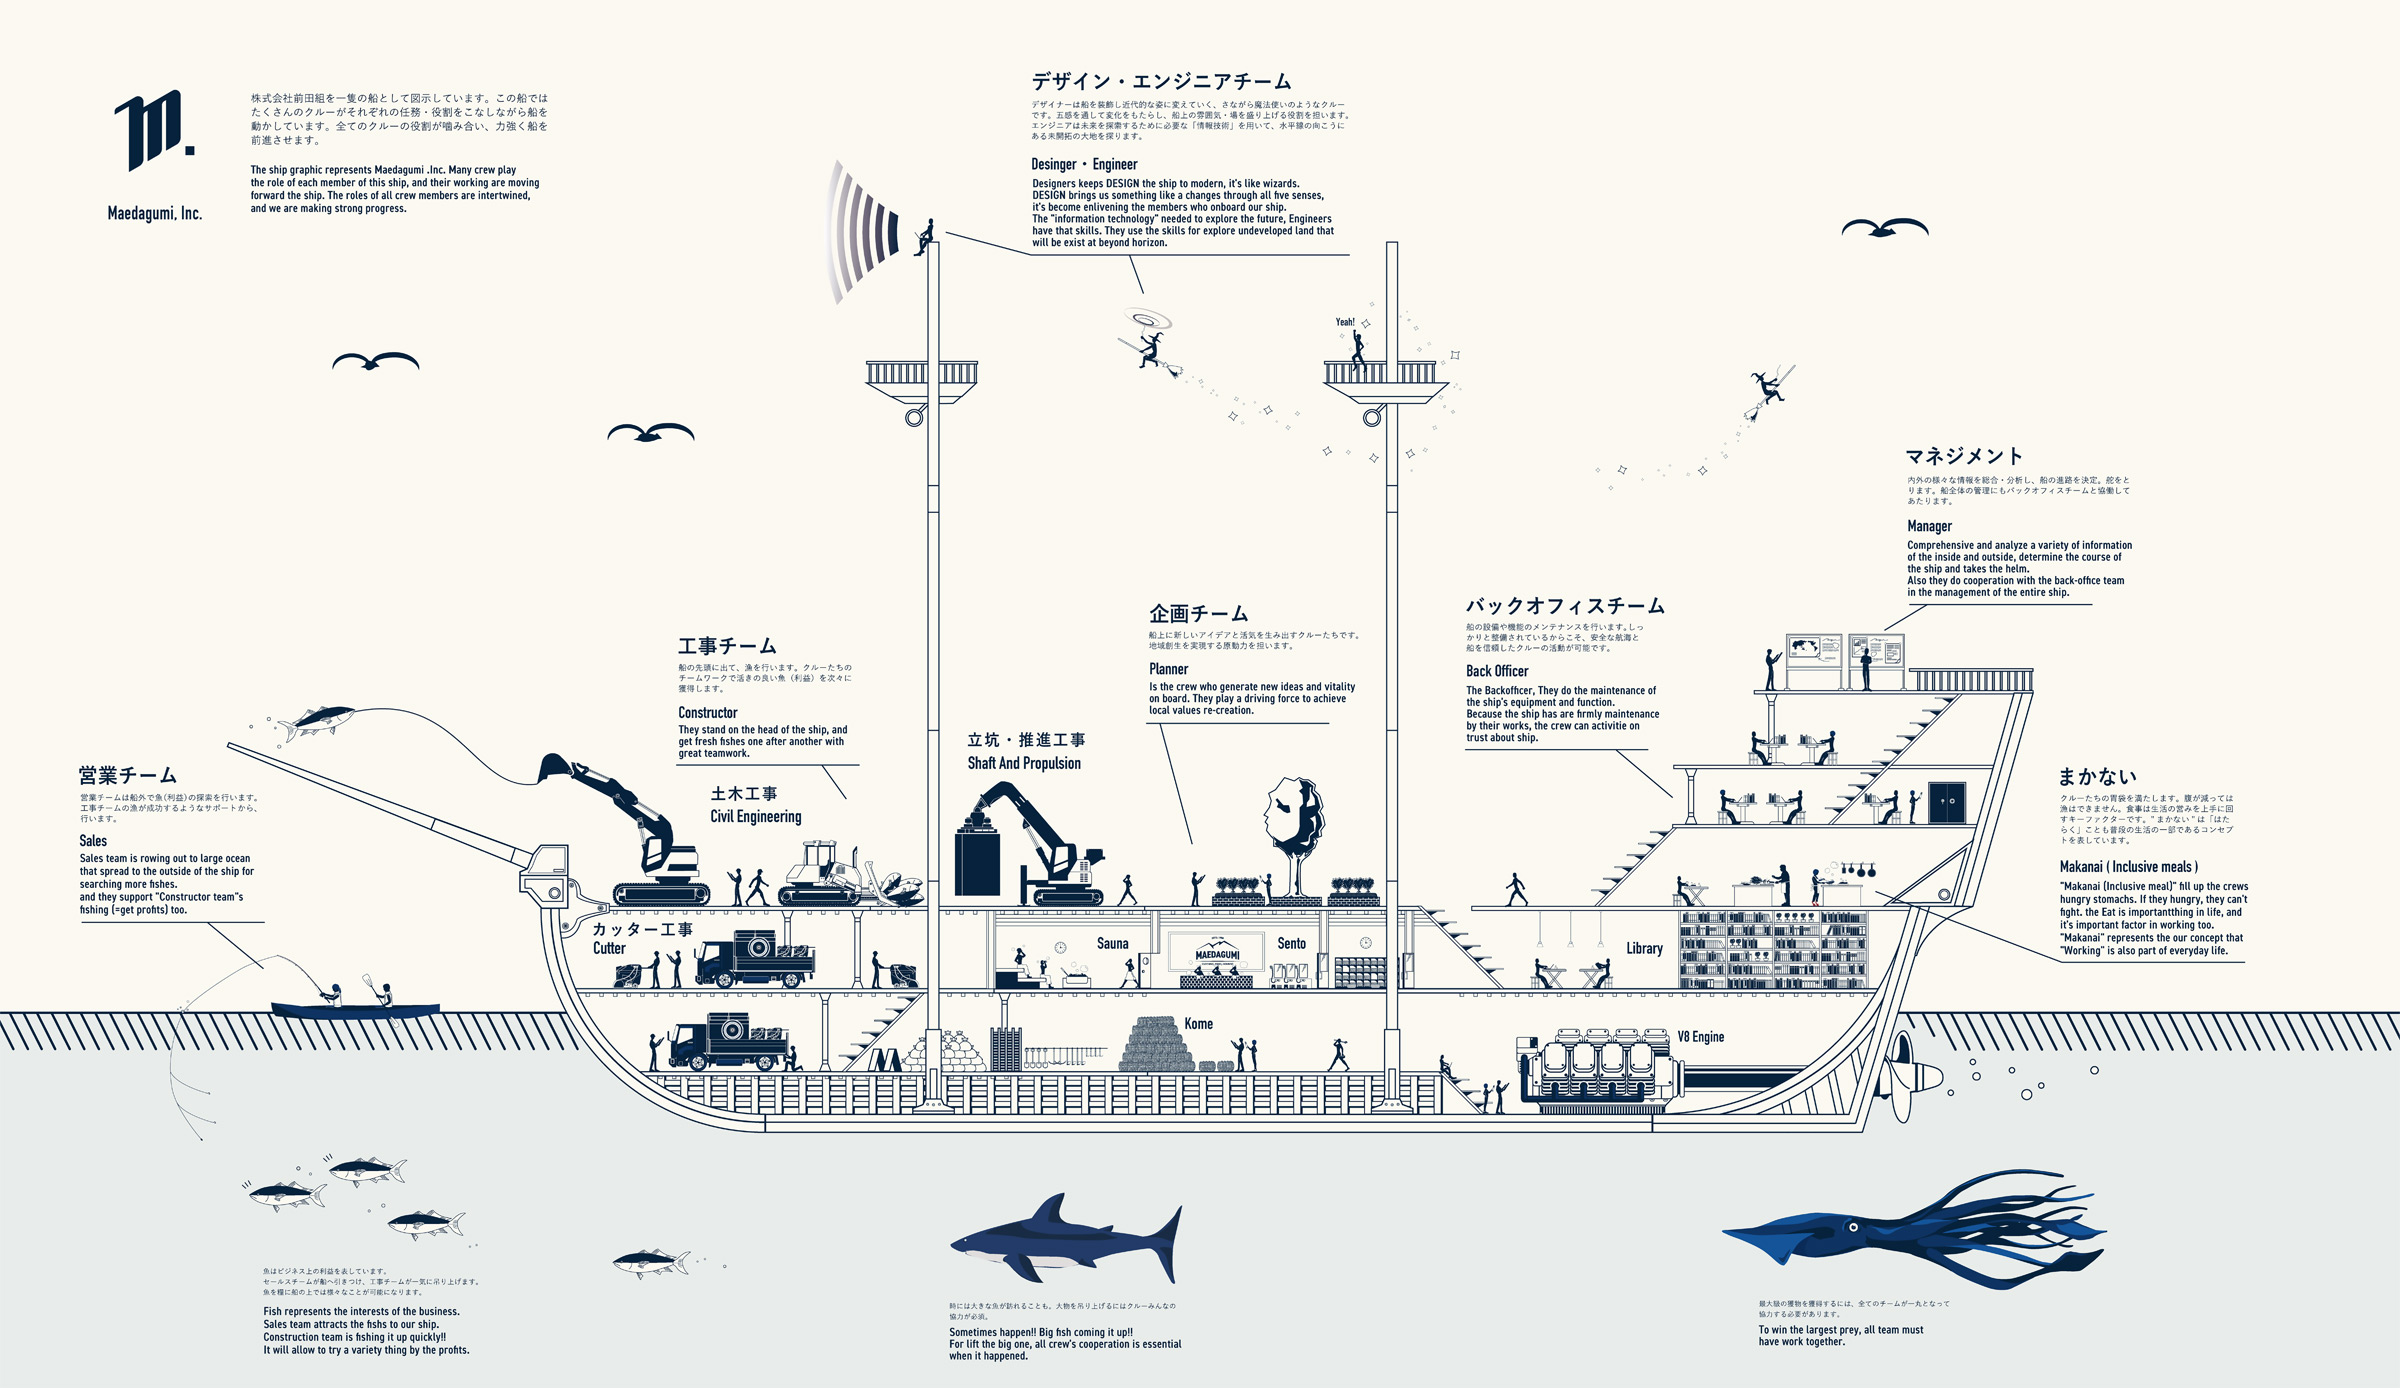 m.
Maedagumi, Inc.
株式会社前田組を一隻の船として図示しています。この船では
たくさんのクルーがそれぞれの任務・役割をこなしながら船を
動かしています。全てのクルーの役割が噛み合い、力強く船を
前進させます。
The ship graphic represents Maedagumi .Inc. Many crew play
the role of each member of this ship, and their working are moving
forward the ship. The roles of all crew members are intertwined,
and we are making strong progress.
デザイン・エンジニアチーム
デザイナーは船を装飾し近代的な姿に変えていく、さながら魔法使いのようなクルー
です。五感を通して変化をもたらし、船上の雰囲気・場を盛り上げる役割を担います。
エンジニアは未来を探索するために必要な「情報技術」を用いて、水平線の向こうに
ある未開拓の大地を探ります。
Desinger・Engineer
Designers keeps DESIGN the ship to modern, it's like wizards.
DESIGN brings us something like a changes through all five senses,
it's become enlivening the members who onboard our ship.
The "information technology" needed to explore the future, Engineers
have that skills. They use the skills for explore undeveloped land that
will be exist at beyond horizon.
Yeah!
マネジメント
内外の様々な情報を総合・分析し、船の進路を決定。舵をと
ります。船全体の管理にもバックオフィスチームと協働して
あたります。
Manager
Comprehensive and analyze a variety of information
of the inside and outside, determine the course of
the ship and takes the helm.
Also they do cooperation with the back-office team
in the management of the entire ship.
バックオフィスチーム
船の設備や機能のメンテナンスを行います。しっ
かりと整備されているからこそ、安全な航海と
船を信頼したクルーの活動が可能です。
Back Officer
The Backofficer, They do the maintenance of
the ship's equipment and function.
Because the ship has are firmly maintenance
by their works, the crew can activitie on
trust about ship.
企画チーム
船上に新しいアイデアと活気を生み出すクルーたちです。
地域創生を実現する原動力を担います。
Planner
Is the crew who generate new ideas and vitality
on board. They play a driving force to achieve
local values re-creation.
工事チーム
船の先頭に出て、漁を行います。クルーたちの
チームワークで活きの良い魚（利益）を次々に
獲得します。
Constructor
They stand on the head of the ship, and
get fresh fishes one after another with
great teamwork.
立坑・推進工事
Shaft And Propulsion
土木工事
Civil Engineering
営業チーム
営業チームは船外で魚(利益)の探索を行います。
工事チームの漁が成功するようなサポートから、
行います。
Sales
Sales team is rowing out to large ocean
that spread to the outside of the ship for
searching more fishes.
and they support "Constructor team"s
fishing (=get profits) too.
まかない
クルーたちの胃袋を満たします。腹が減っては
漁はできません。食事は生活の営みを上手に回
すキーファクターです。"まかない"は「はた
らく」ことも普段の生活の一部であるコンセプ
トを表しています。
Makanai ( Inclusive meals )
"Makanai (Inclusive meal)" fill up the crews
hungry stomachs. If they hungry, they can't
fight. the Eat is importantthing in life, and
it's important factor in working too.
"Makanai" represents the our concept that
"Working" is also part of everyday life.
カッター工事
Cutter
Sauna
MAEDAGUMI
Sento
Library
Kome
V8 Engine
魚はビジネス上の利益を表しています。
セールスチームが船へ引きつけ、工事チームが一気に吊り上げます。
魚を糧に船の上では様々なことが可能になります。
Fish represents the interests of the business.
Sales team attracts the fishs to our ship.
Construction team is fishing it up quickly!!
It will allow to try a variety thing by the profits.
時には大きな魚が訪れることも。大物を吊り上げるにはクルーみんなの
協力が必須。
Sometimes happen!! Big fish coming it up!!
For lift the big one, all crew's cooperation is essential
when it happened.
最大級の獲物を獲得するには、全てのチームが一丸となって
協力する必要があります。
To win the largest prey, all team must
have work together.